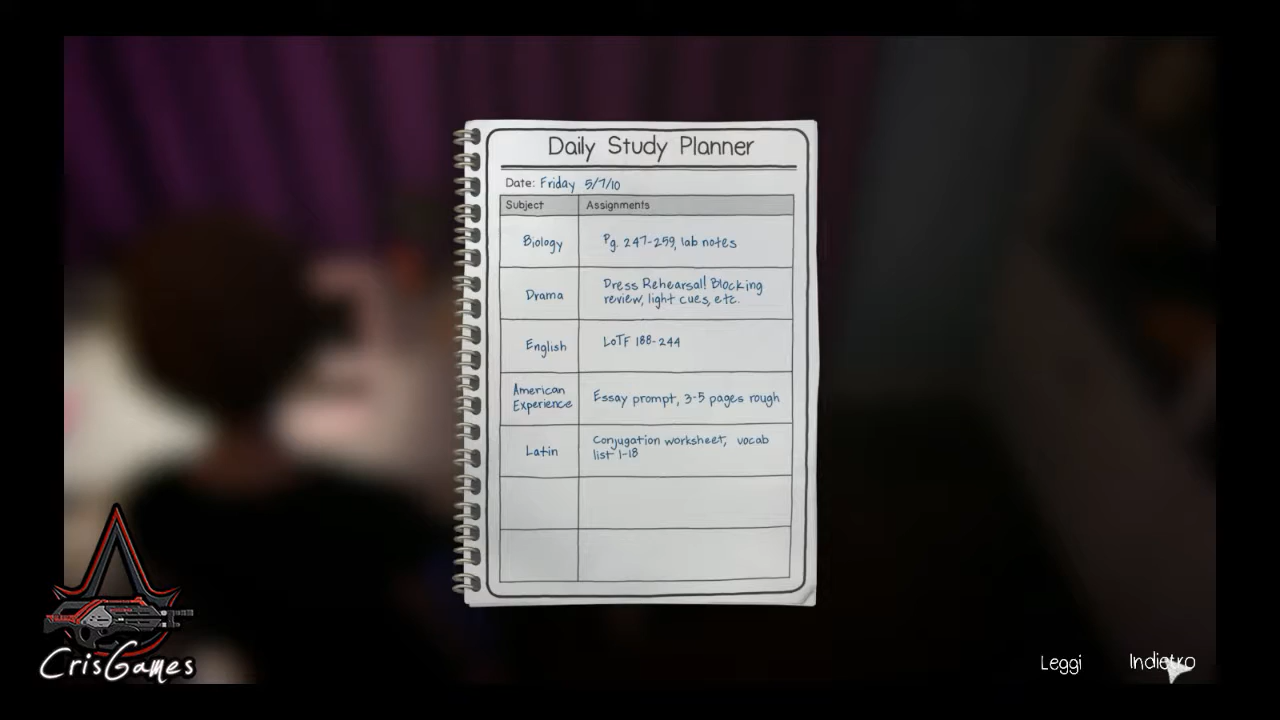 Daily Study Planner
Date: Friday 5/7/10
Subject Assignments
Biology Pg. 247-259, lab notes
Drama Dress Rehearsal! Blocking
review, light cues, etc.
English LoTF 188-244
American
Experience Essay prompt, 3-5 pages rough
Latin Conjugation worksheet, vocab
list 1-18
CrisGames
Leggi Indietro